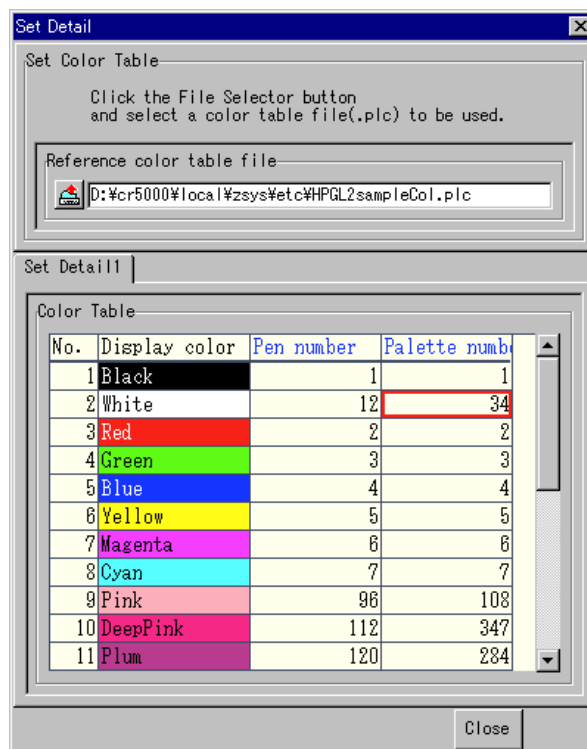 Set Detail
Set Color Table
Click the File Selector button
and select a color table file(.plc) to be used.
Reference color table file
D:¥cr5000¥local¥zsys¥etc¥HPGL2sampleCol.plc
Set Detail1
Color Table
No. Display color Pen number Palette numb
1 Black 1 1
2 White 12 34
3 Red 2 2
4 Green 3 3
5 Blue 4 4
6 Yellow 5 5
7 Magenta 6 6
8 Cyan 7 7
9 Pink 96 108
10 DeepPink 112 347
11 Plum 120 284
Close